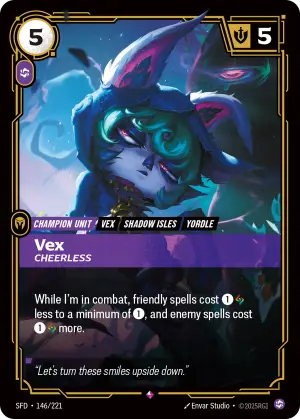 5
5
CHAMPION UNIT VEX SHADOW ISLES YORDLE
Vex
CHEERLESS
While I'm in combat, friendly spells cost 1
less to a minimum of 1, and enemy spells cost
1 more.
"Let's turn these smiles upside down."
SFD • 146/221 Envar Studio • ©2025RGI